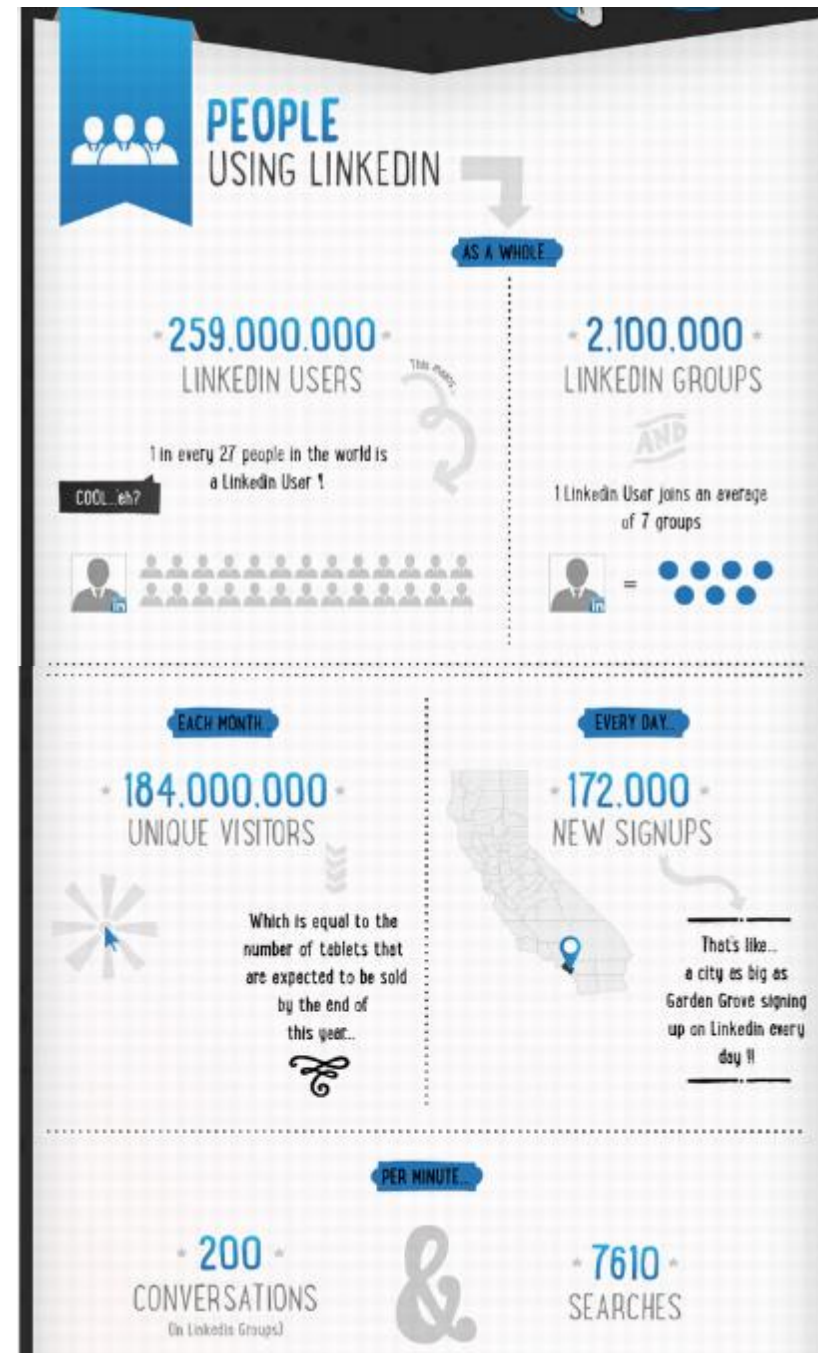 PEOPLE
USING LINKEDIN
AS A WHOLE...
259.000.000
LINKEDIN USERS
This means...
1 in every 27 people in the world is
a Linkedin User !
COOL...eh?
in
2.100.000
LINKEDIN GROUPS
AND
1 Linkedin User joins an average
of 7 groups
in
=
EACH MONTH...
184.000.000
UNIQUE VISITORS
Which is equal to the
number of tablets that
are expected to be sold
by the end of
this year...
EVERY DAY...
172.000
NEW SIGNUPS
That's like...
a city as big as
Garden Grove signing
up on Linkedin every
day !!
PER MINUTE...
200
CONVERSATIONS
(In Linkedin Groups)
&
7610
SEARCHES